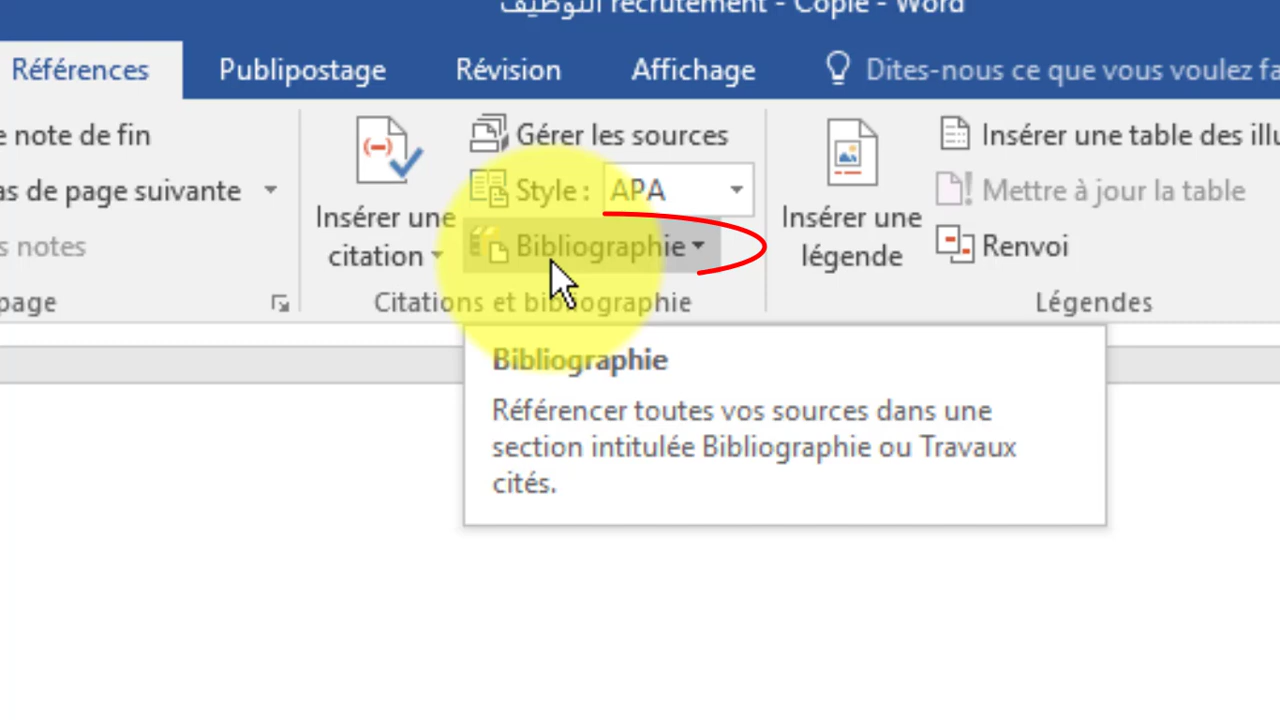 التوظيف recrutement - Copie - Word
Références Publipostage Révision Affichage Dites-nous ce que vous voulez fa
e note de fin
as de page suivante
s notes
page
Insérer une
citation
Gérer les sources
Style : APA
Bibliographie
Citations et bibliographie
Insérer une
légende
Insérer une table des illu
Mettre à jour la table
Renvoi
Légendes
Bibliographie
Référencer toutes vos sources dans une
section intitulée Bibliographie ou Travaux
cités.